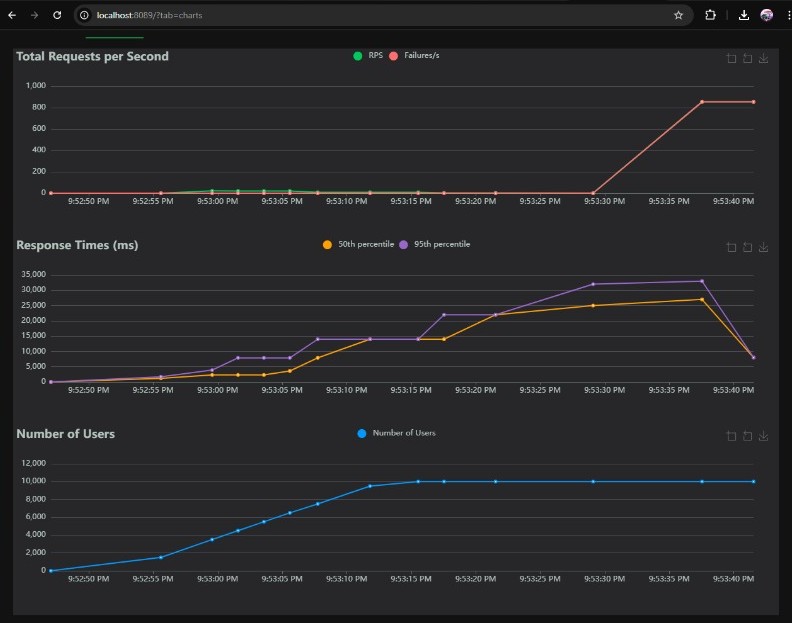 localhost:8089/?tab=charts
Total Requests per Second
RPS Failures/s
1,000
800
600
400
200
0
9:52:50 PM 9:52:55 PM 9:53:00 PM 9:53:05 PM 9:53:10 PM 9:53:15 PM 9:53:20 PM 9:53:25 PM 9:53:30 PM 9:53:35 PM 9:53:40 PM
Response Times (ms)
50th percentile 95th percentile
35,000
30,000
25,000
20,000
15,000
10,000
5,000
0
9:52:50 PM 9:52:55 PM 9:53:00 PM 9:53:05 PM 9:53:10 PM 9:53:15 PM 9:53:20 PM 9:53:25 PM 9:53:30 PM 9:53:35 PM 9:53:40 PM
Number of Users
Number of Users
12,000
10,000
8,000
6,000
4,000
2,000
0
9:52:50 PM 9:52:55 PM 9:53:00 PM 9:53:05 PM 9:53:10 PM 9:53:15 PM 9:53:20 PM 9:53:25 PM 9:53:30 PM 9:53:35 PM 9:53:40 PM